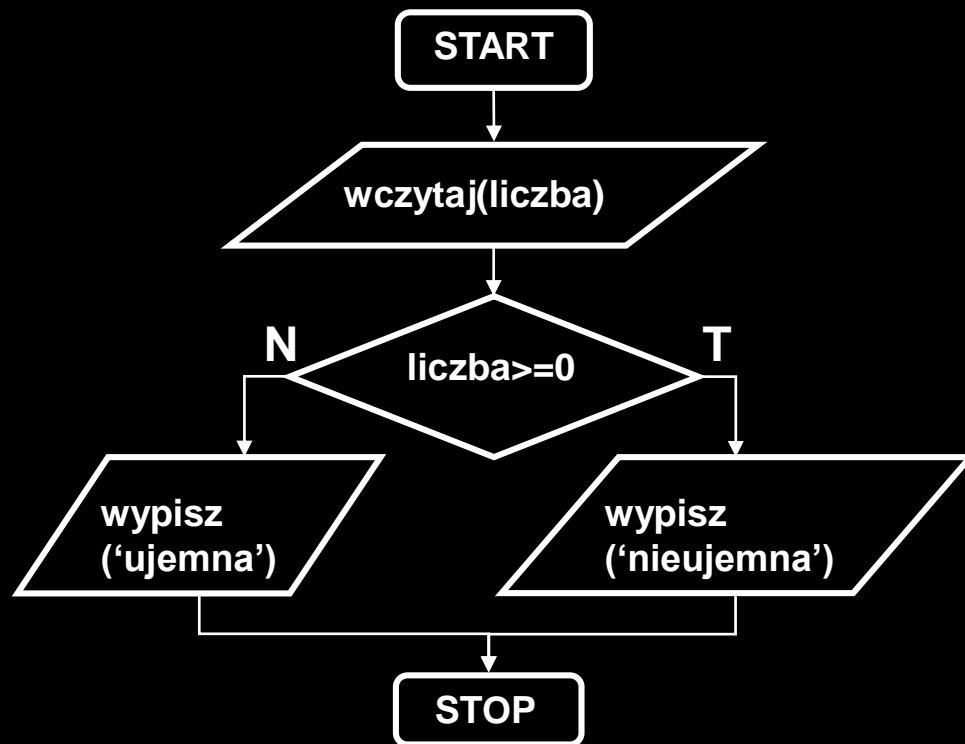 START
wczytaj(liczba)
N
T
liczba>=0
wypisz
(‘ujemna’)
wypisz
(‘nieujemna’)
STOP